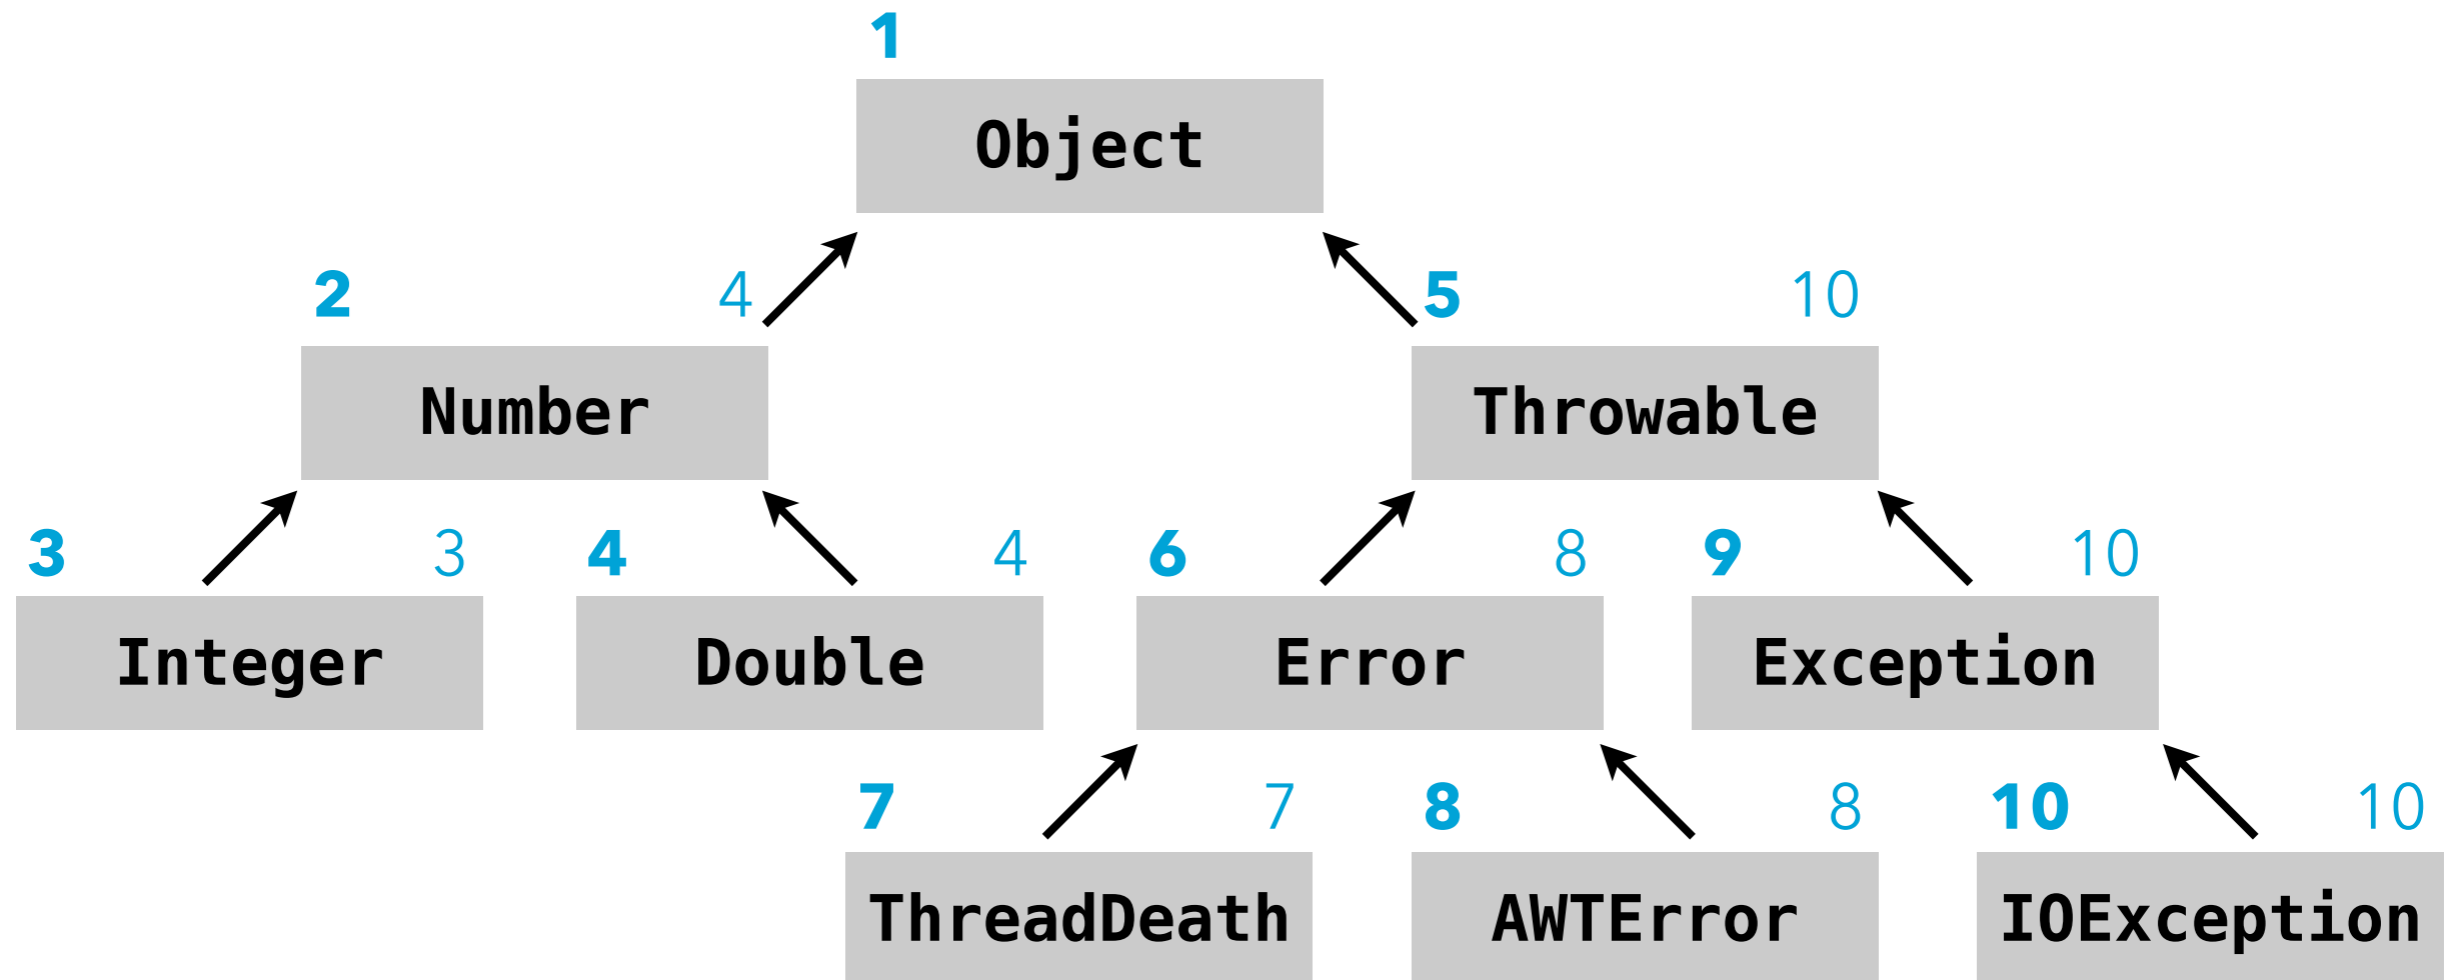 1
Object
2 4 5 10
Number Throwable
3 3 4 4 6 8 9 10
Integer Double Error Exception
7 7 8 8 10 10
ThreadDeath AWTError IOException